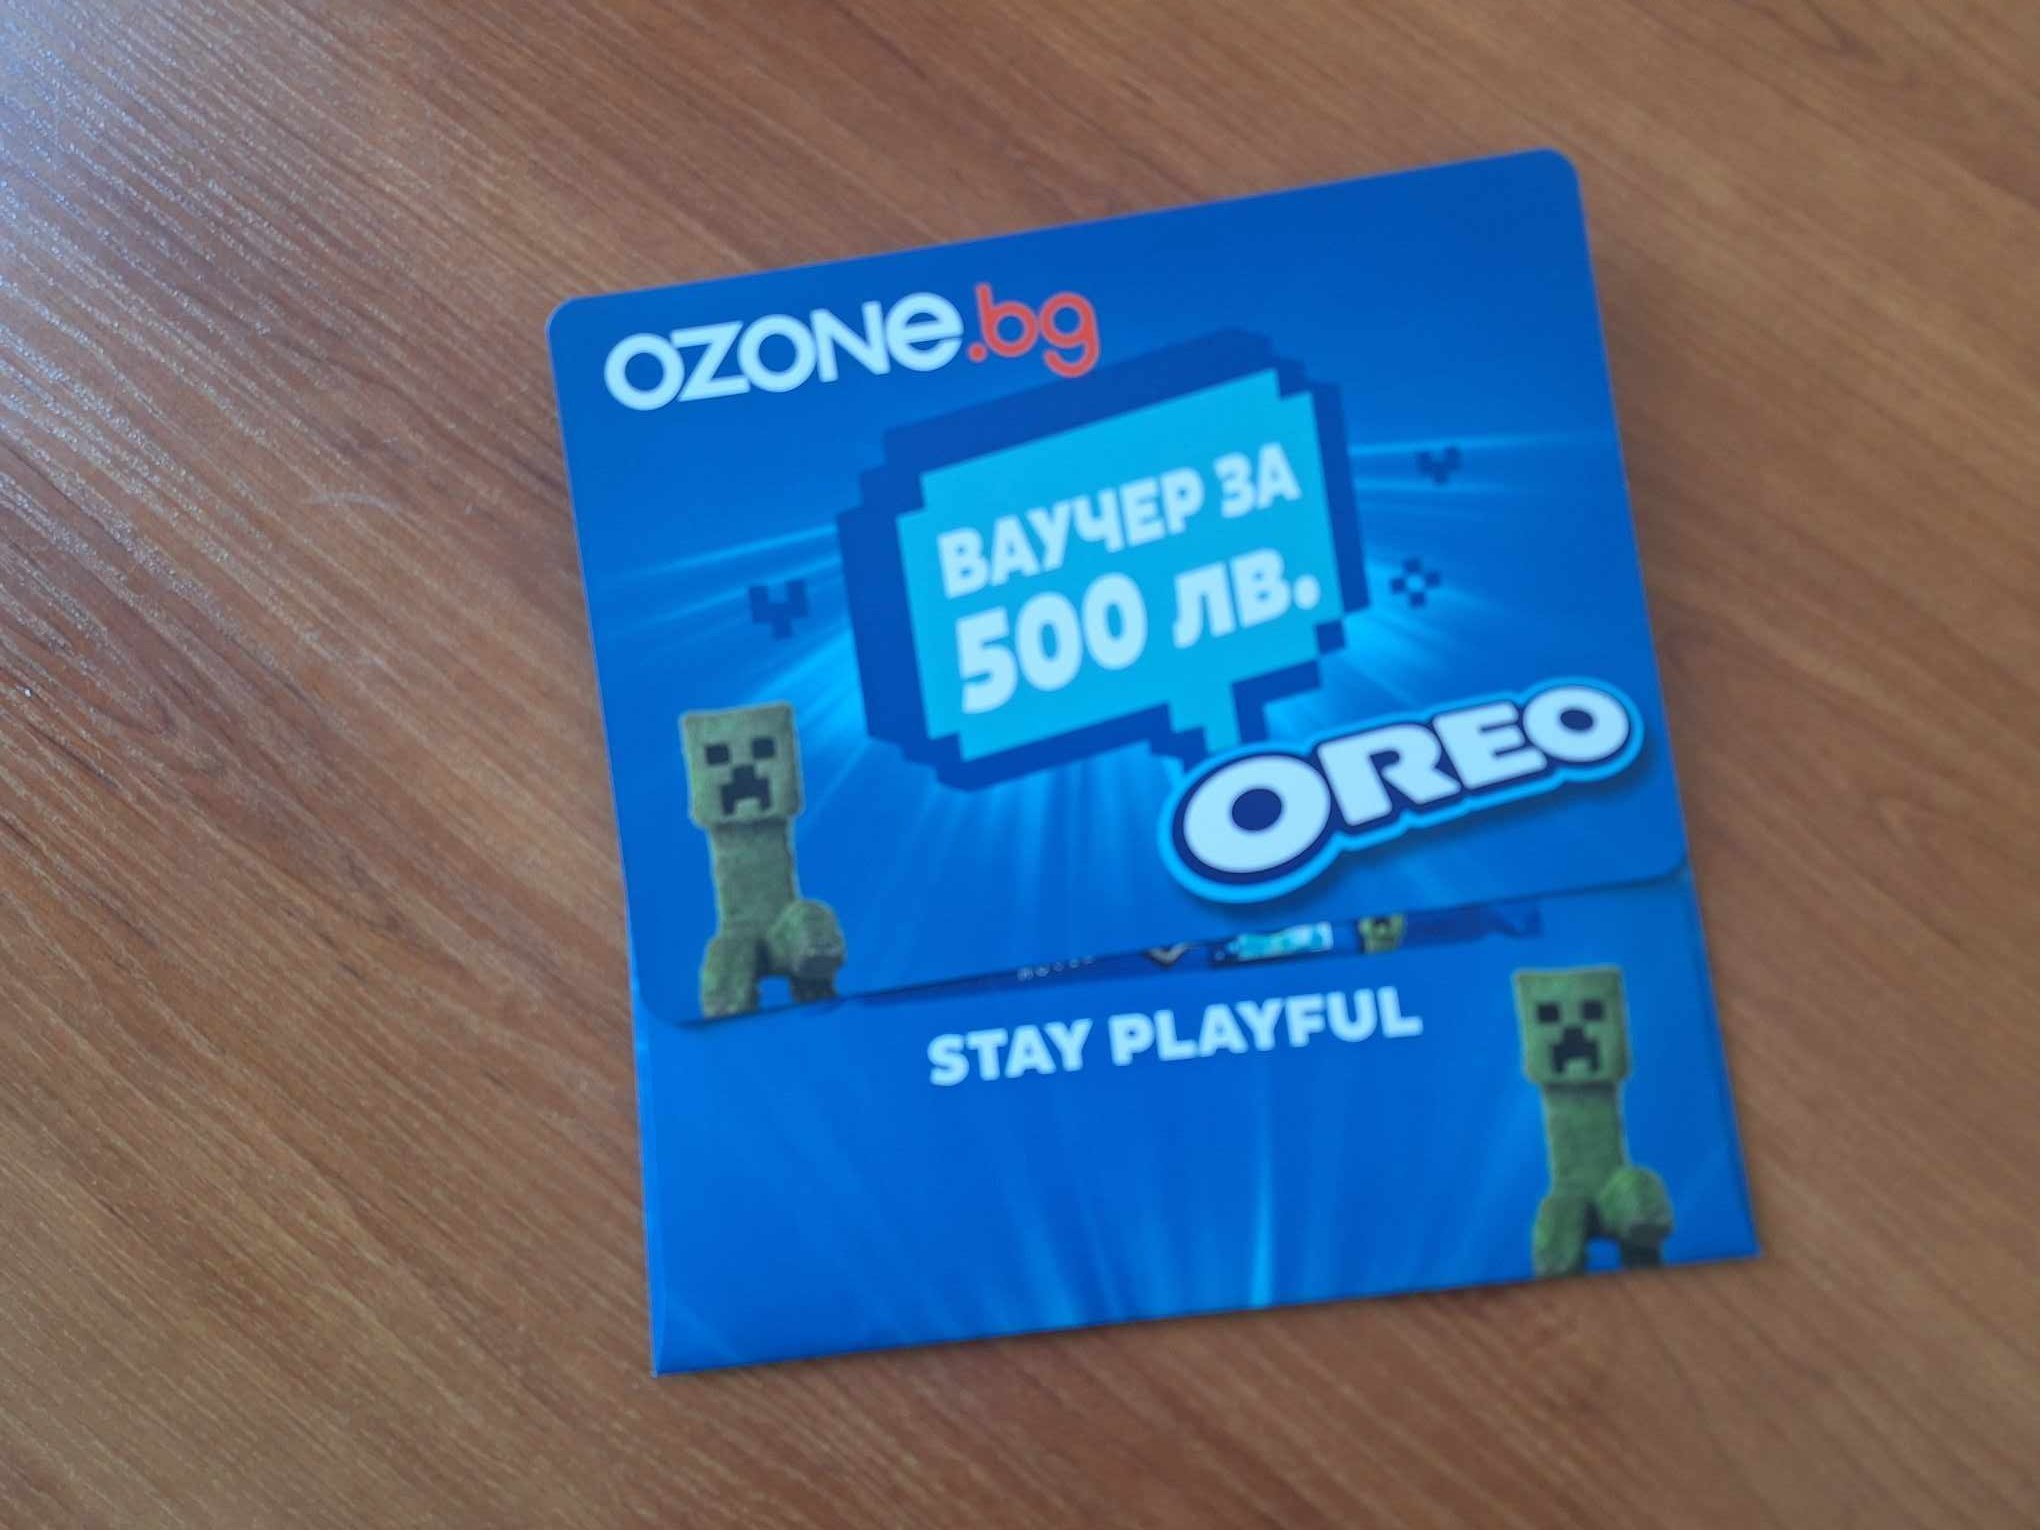 OZONE.bg
ВАУЧЕР ЗА
500 лв.
OREO
STAY PLAYFUL